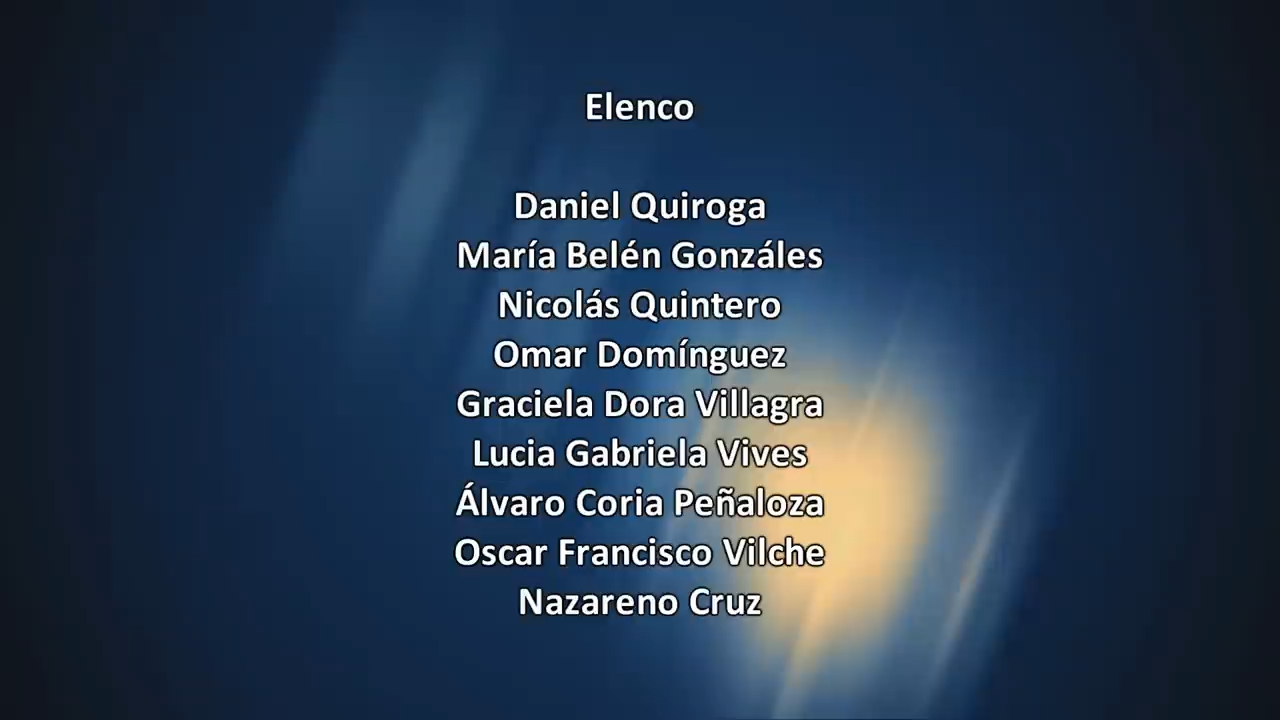 Elenco
Daniel Quiroga
María Belén Gonzáles
Nicolás Quintero
Omar Domínguez
Graciela Dora Villagra
Lucia Gabriela Vives
Álvaro Coria Peñaloza
Oscar Francisco Vilche
Nazareno Cruz